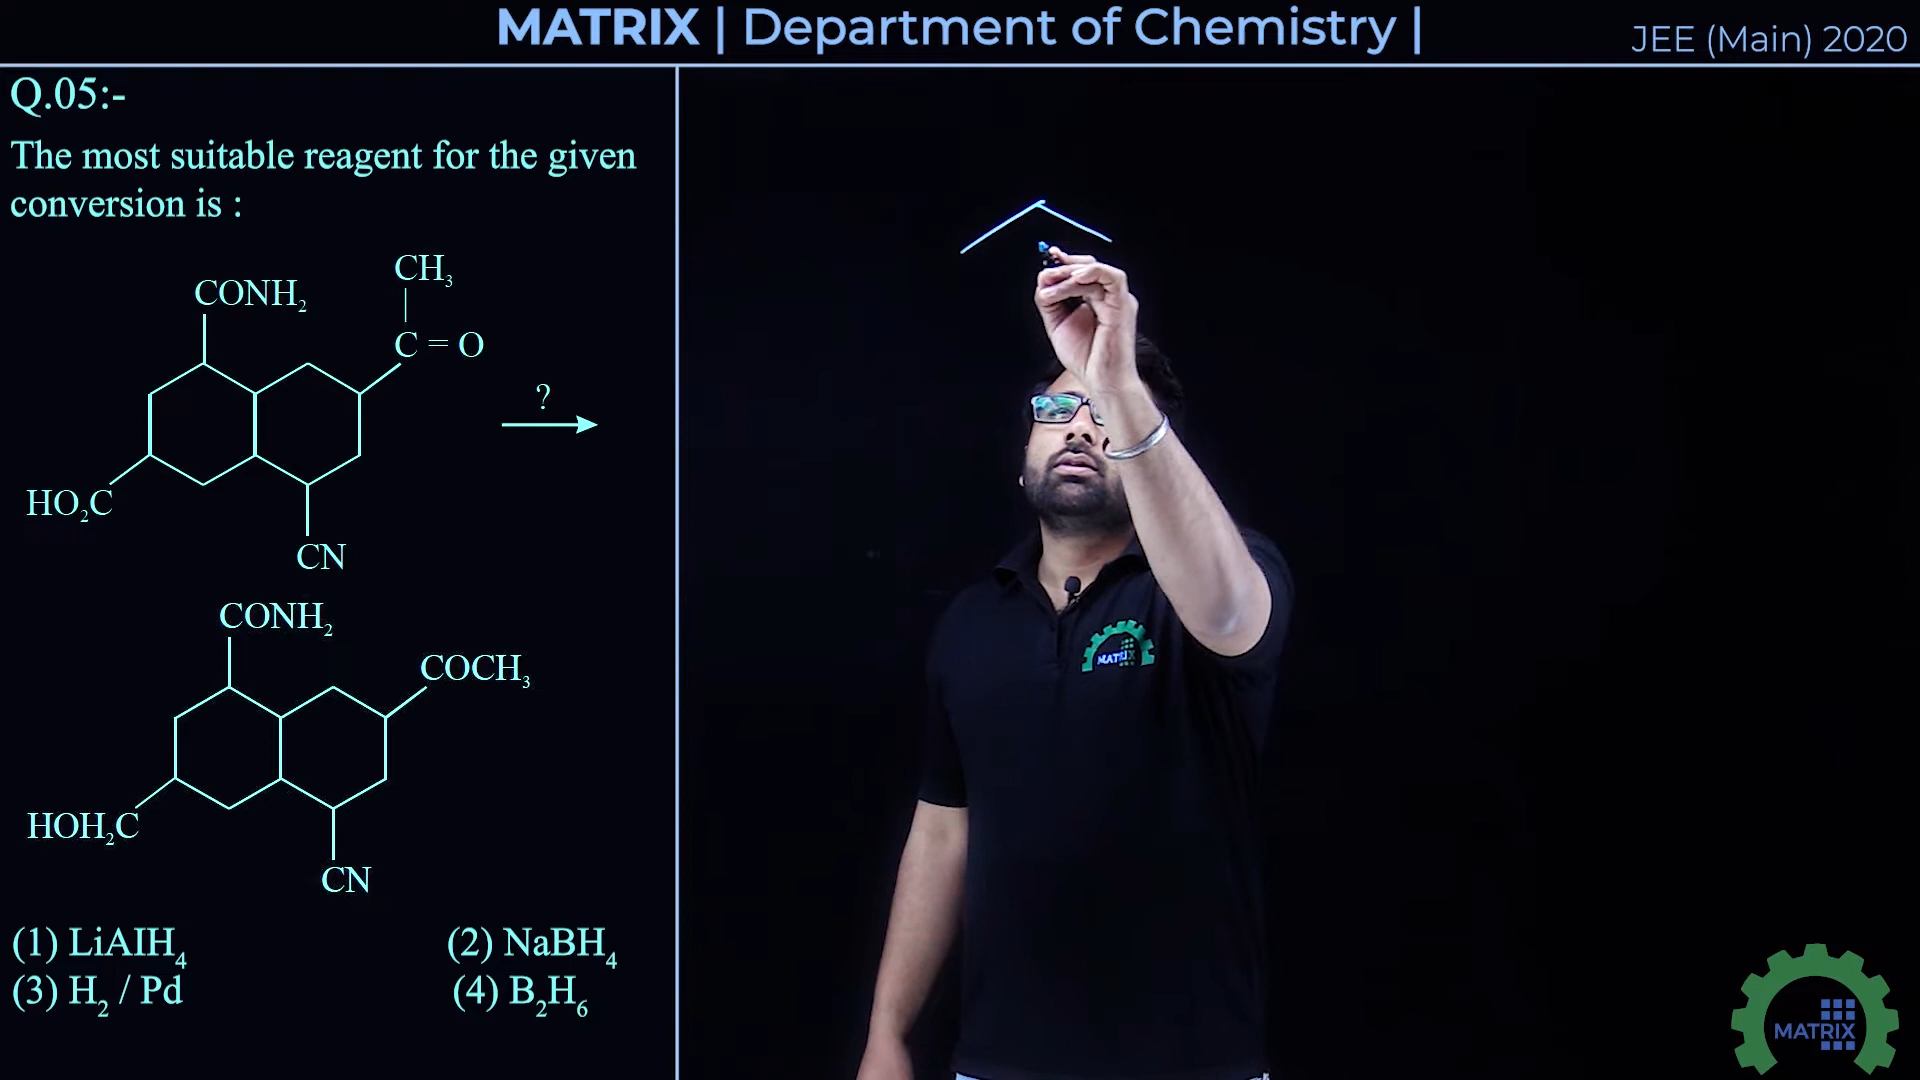 MATRIX | Department of Chemistry |
JEE (Main) 2020
Q.05:-
The most suitable reagent for the given
conversion is :
CH₃
CONH₂
C = O
?
HO₂C
CN
CONH₂
COCH₃
HOH₂C
CN
(1) LiAlH₄ (2) NaBH₄
(3) H₂ / Pd (4) B₂H₆
MATRIX
MATRIX